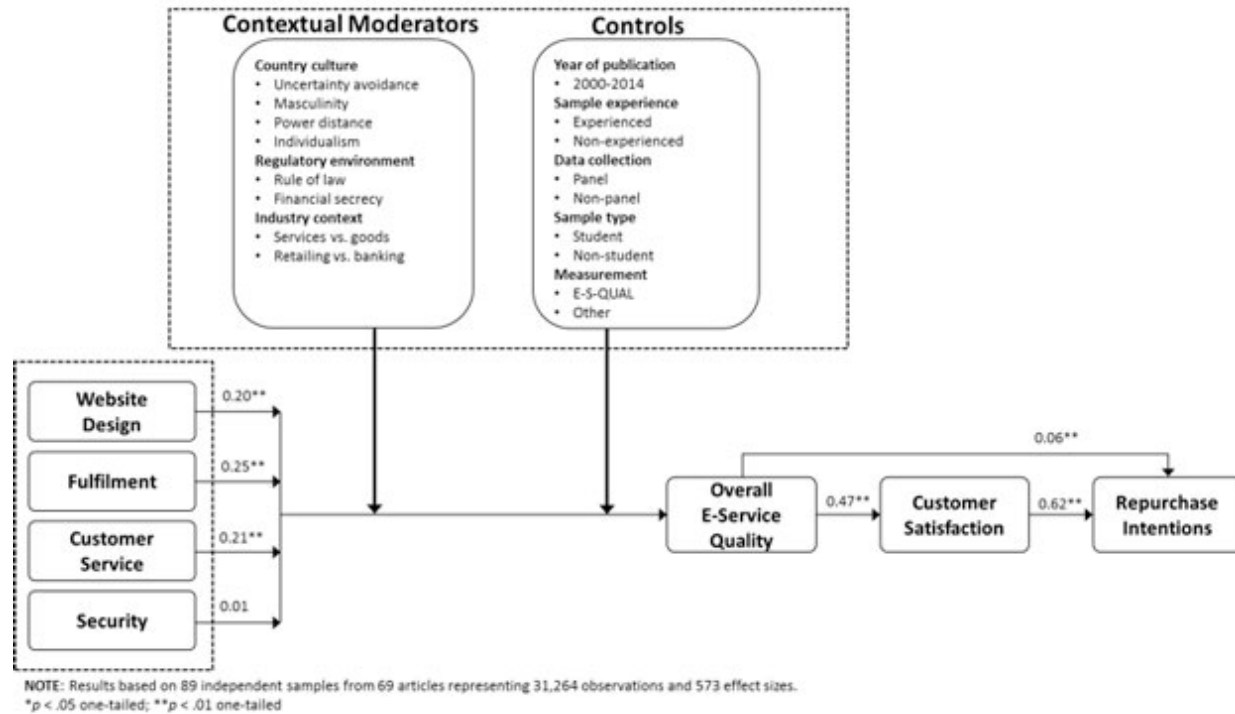 Contextual Moderators
Country culture
• Uncertainty avoidance
• Masculinity
• Power distance
• Individualism
Regulatory environment
• Rule of law
• Financial secrecy
Industry context
• Services vs. goods
• Retailing vs. banking
Controls
Year of publication
• 2000-2014
Sample experience
• Experienced
• Non-experienced
Data collection
• Panel
• Non-panel
Sample type
• Student
• Non-student
Measurement
• E-S-QUAL
• Other
Website
Design
0.20**
Fulfilment
0.25**
Customer
Service
0.21**
Security
0.01
Overall
E-Service
Quality
0.47**
Customer
Satisfaction
0.62**
0.06**
Repurchase
Intentions
NOTE: Results based on 89 independent samples from 69 articles representing 31,264 observations and 573 effect sizes.
*p < .05 one-tailed; **p < .01 one-tailed